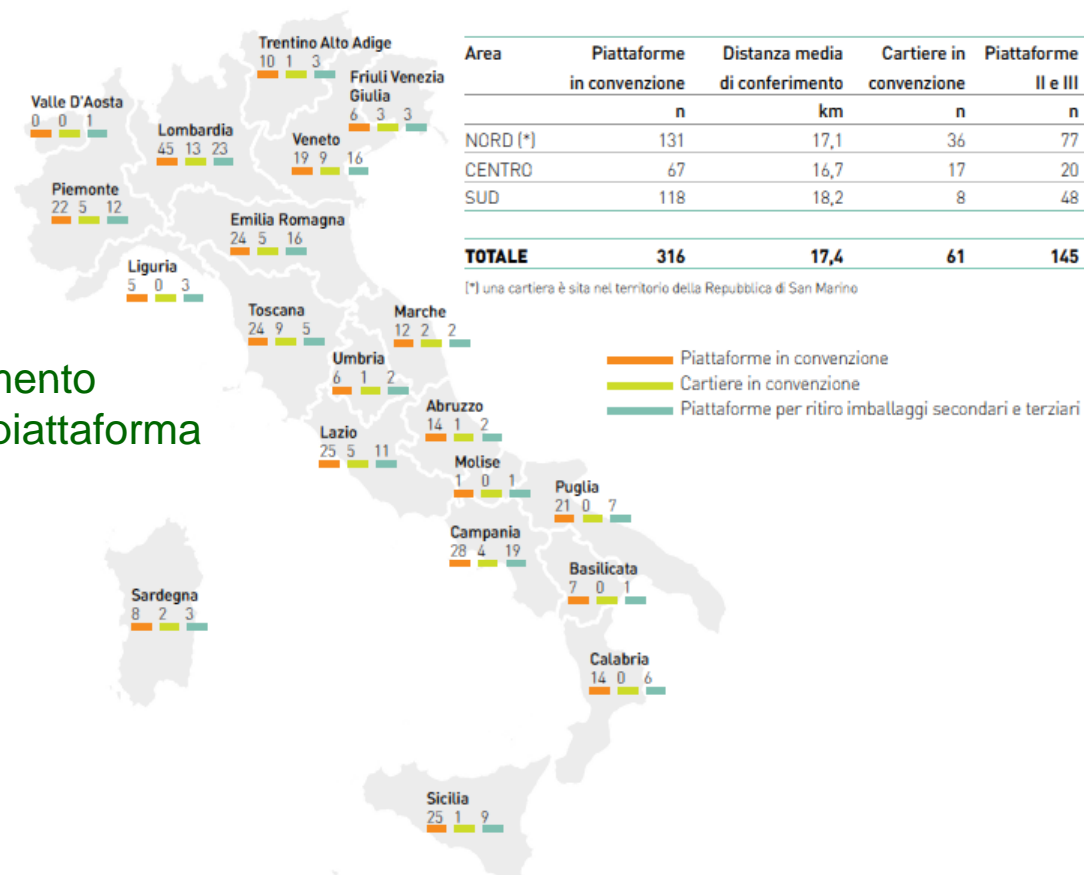 Trentino Alto Adige
10 1 3
Friuli Venezia
Giulia
6 3 3
Valle D'Aosta
0 0 1
Lombardia
45 13 23
Veneto
19 9 16
Piemonte
22 5 12
Emilia Romagna
24 5 16
Liguria
5 0 3
Toscana
24 9 5
Marche
12 2 2
Umbria
6 1 2
Abruzzo
14 1 2
Lazio
25 5 11
Molise
1 0 1
Puglia
21 0 7
Campania
28 4 19
Basilicata
7 0 1
Sardegna
8 2 3
Calabria
14 0 6
Sicilia
25 1 9
mento
piattaforma
Area Piattaforme Distanza media Cartiere in Piattaforme
in convenzione di conferimento convenzione II e III
n km n n
NORD (*) 131 17,1 36 77
CENTRO 67 16,7 17 20
SUD 118 18,2 8 48
TOTALE 316 17,4 61 145
(*) una cartiera è sita nel territorio della Repubblica di San Marino
Piattaforme in convenzione
Cartiere in convenzione
Piattaforme per ritiro imballaggi secondari e terziari